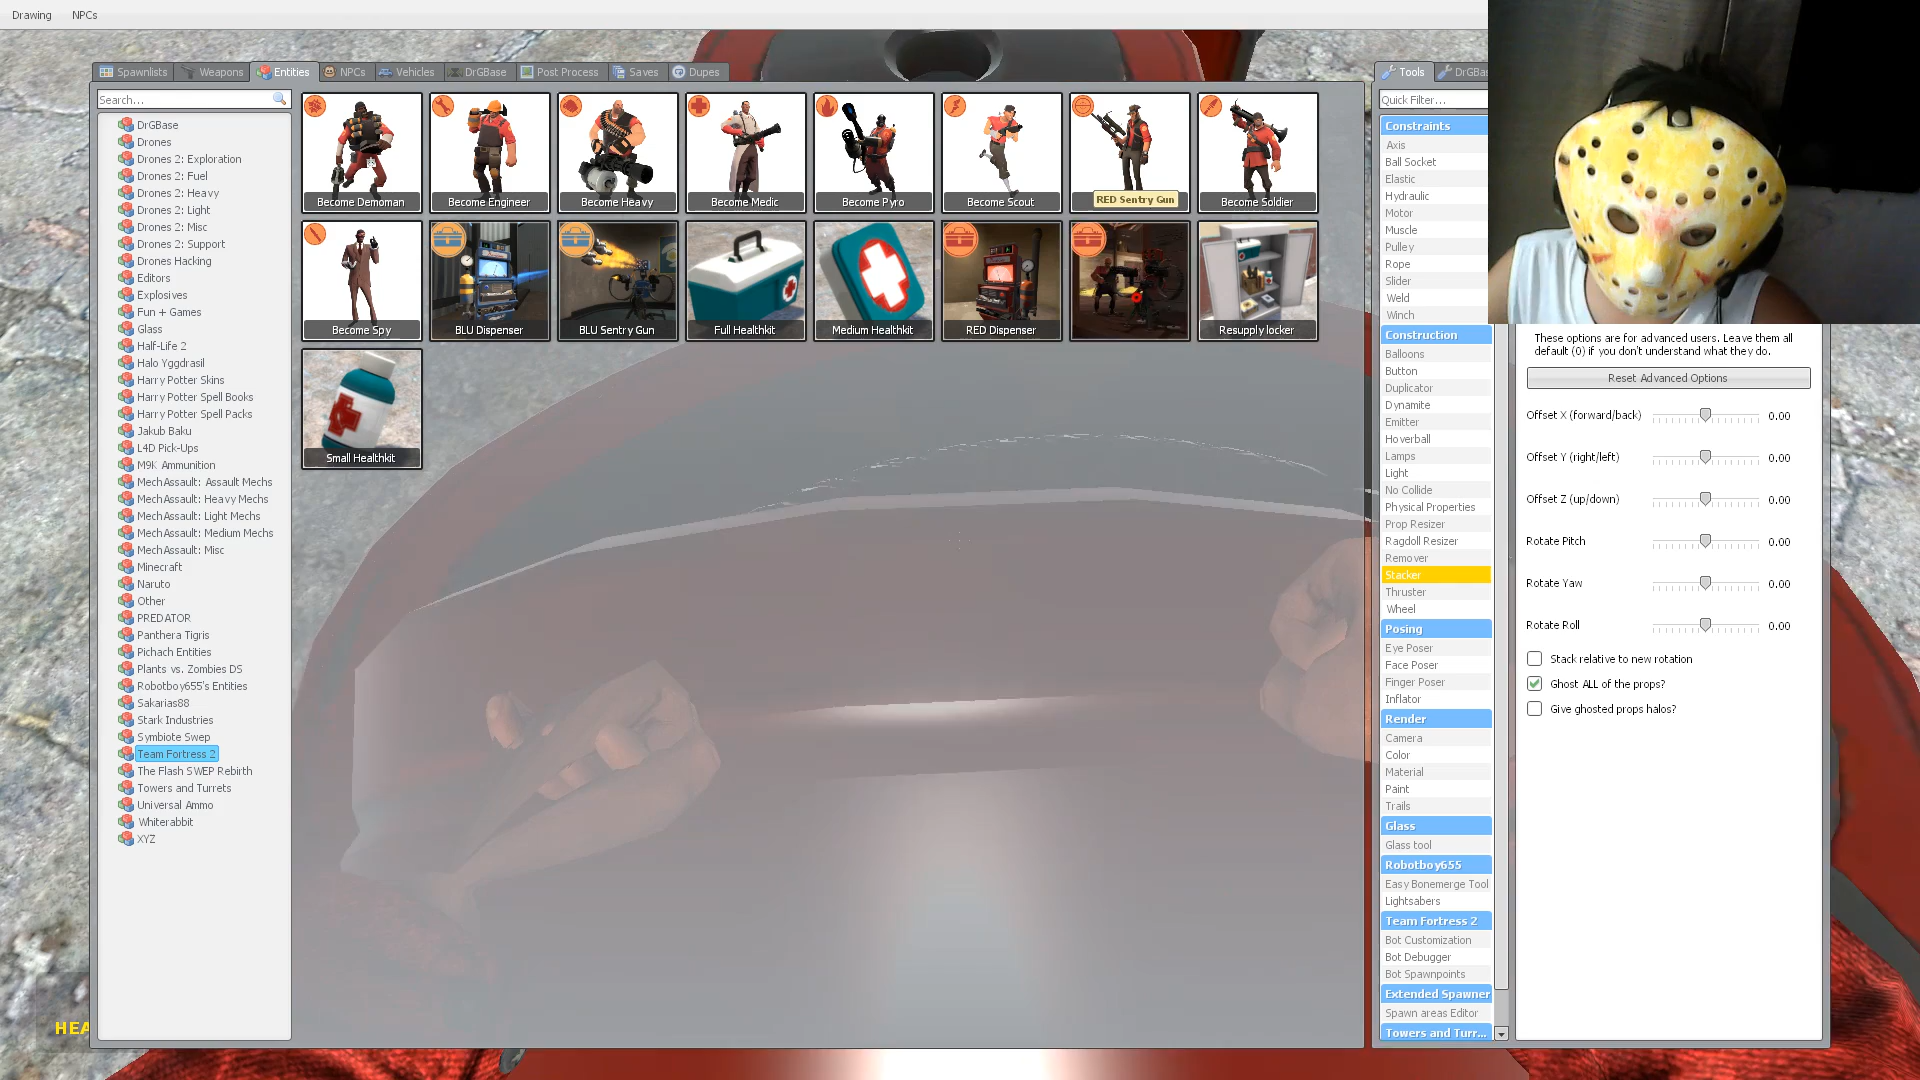 Drawing NPCs
Spawnlists Weapons Entities NPCs Vehicles DrGBase Post Process Saves Dupes
Search...
DrGBase
Drones
Drones 2: Exploration
Drones 2: Fuel
Drones 2: Heavy
Drones 2: Light
Drones 2: Misc
Drones 2: Support
Drones Hacking
Editors
Explosives
Fun + Games
Glass
Half-Life 2
Halo Yggdrasil
Harry Potter Skins
Harry Potter Spell Books
Harry Potter Spell Packs
Jakub Baku
L4D Pick-Ups
M9K Ammunition
MechAssault: Assault Mechs
MechAssault: Heavy Mechs
MechAssault: Light Mechs
MechAssault: Medium Mechs
MechAssault: Misc
Minecraft
Naruto
Other
PREDATOR
Panthera Tigris
Pichach Entities
Plants vs. Zombies DS
Robotboy655's Entities
Sakarias88
Stark Industries
Symbiote Swep
Team Fortress 2
The Flash SWEP Rebirth
Towers and Turrets
Universal Ammo
Whiterabbit
XYZ
Become Demoman Become Engineer Become Heavy Become Medic Become Pyro Become Scout RED Sentry Gun Become Soldier
Become Spy BLU Dispenser BLU Sentry Gun Full Healthkit Medium Healthkit RED Dispenser Resupply locker
Small Healthkit
HEA
Tools DrGBas
Quick Filter...
Constraints
Axis
Ball Socket
Elastic
Hydraulic
Motor
Muscle
Pulley
Rope
Slider
Weld
Winch
Construction
Balloons
Button
Duplicator
Dynamite
Emitter
Hoverball
Lamps
Light
No Collide
Physical Properties
Prop Resizer
Ragdoll Resizer
Remover
Stacker
Thruster
Wheel
Posing
Eye Poser
Face Poser
Finger Poser
Inflator
Render
Camera
Color
Material
Paint
Trails
Glass
Glass tool
Robotboy655
Easy Bonemerge Tool
Lightsabers
Team Fortress 2
Bot Customization
Bot Debugger
Bot Spawnpoints
Extended Spawner
Spawn areas Editor
Towers and Turr...
These options are for advanced users. Leave them all
default (0) if you don't understand what they do.
Reset Advanced Options
Offset X (forward/back) 0.00
Offset Y (right/left) 0.00
Offset Z (up/down) 0.00
Rotate Pitch 0.00
Rotate Yaw 0.00
Rotate Roll 0.00
Stack relative to new rotation
Ghost ALL of the props?
Give ghosted props halos?